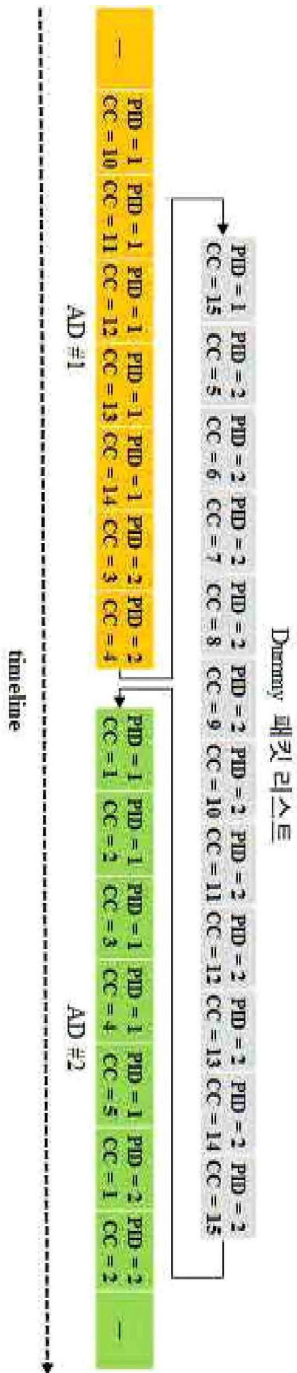 Dummy 패킷 리스트
PID = 1 PID = 2 PID = 2 PID = 2 PID = 2 PID = 2 PID = 2 PID = 2 PID = 2 PID = 2 PID = 2 PID = 2
CC = 15 CC = 5 CC = 6 CC = 7 CC = 8 CC = 9 CC = 10 CC = 11 CC = 12 CC = 13 CC = 14 CC = 15
... PID = 1 PID = 1 PID = 1 PID = 1 PID = 1 PID = 2 PID = 2 PID = 1 PID = 1 PID = 1 PID = 1 PID = 1 PID = 2 PID = 2 ...
CC = 10 CC = 11 CC = 12 CC = 13 CC = 14 CC = 3 CC = 4 CC = 1 CC = 2 CC = 3 CC = 4 CC = 5 CC = 1 CC = 2
AD #1 AD #2
timeline